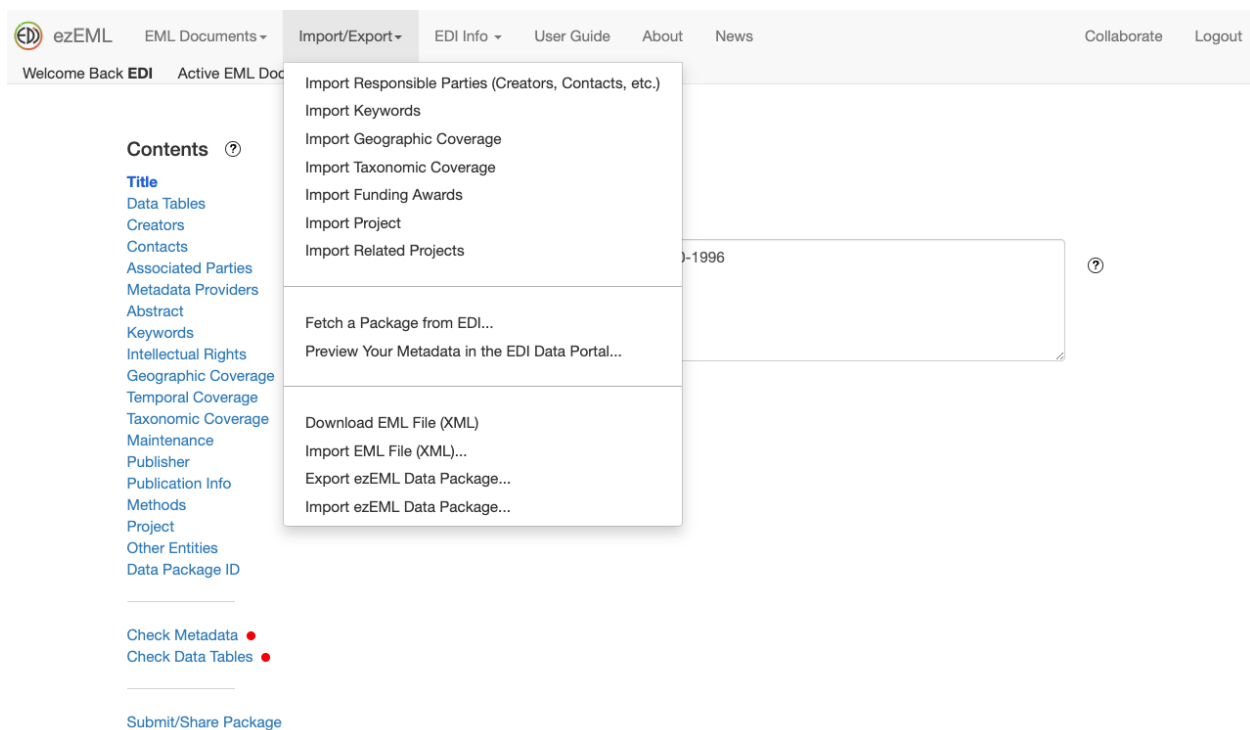 EDI ezEML EML Documents Import/Export EDI Info User Guide About News Collaborate Logout
Welcome Back EDI Active EML Doc
Import Responsible Parties (Creators, Contacts, etc.)
Import Keywords
Import Geographic Coverage
Import Taxonomic Coverage
Import Funding Awards
Import Project
Import Related Projects
Fetch a Package from EDI...
Preview Your Metadata in the EDI Data Portal...
Download EML File (XML)
Import EML File (XML)...
Export ezEML Data Package...
Import ezEML Data Package...
Contents ?
Title
Data Tables
Creators
Contacts
Associated Parties
Metadata Providers
Abstract
Keywords
Intellectual Rights
Geographic Coverage
Temporal Coverage
Taxonomic Coverage
Maintenance
Publisher
Publication Info
Methods
Project
Other Entities
Data Package ID
Check Metadata
Check Data Tables
Submit/Share Package
-1996
?